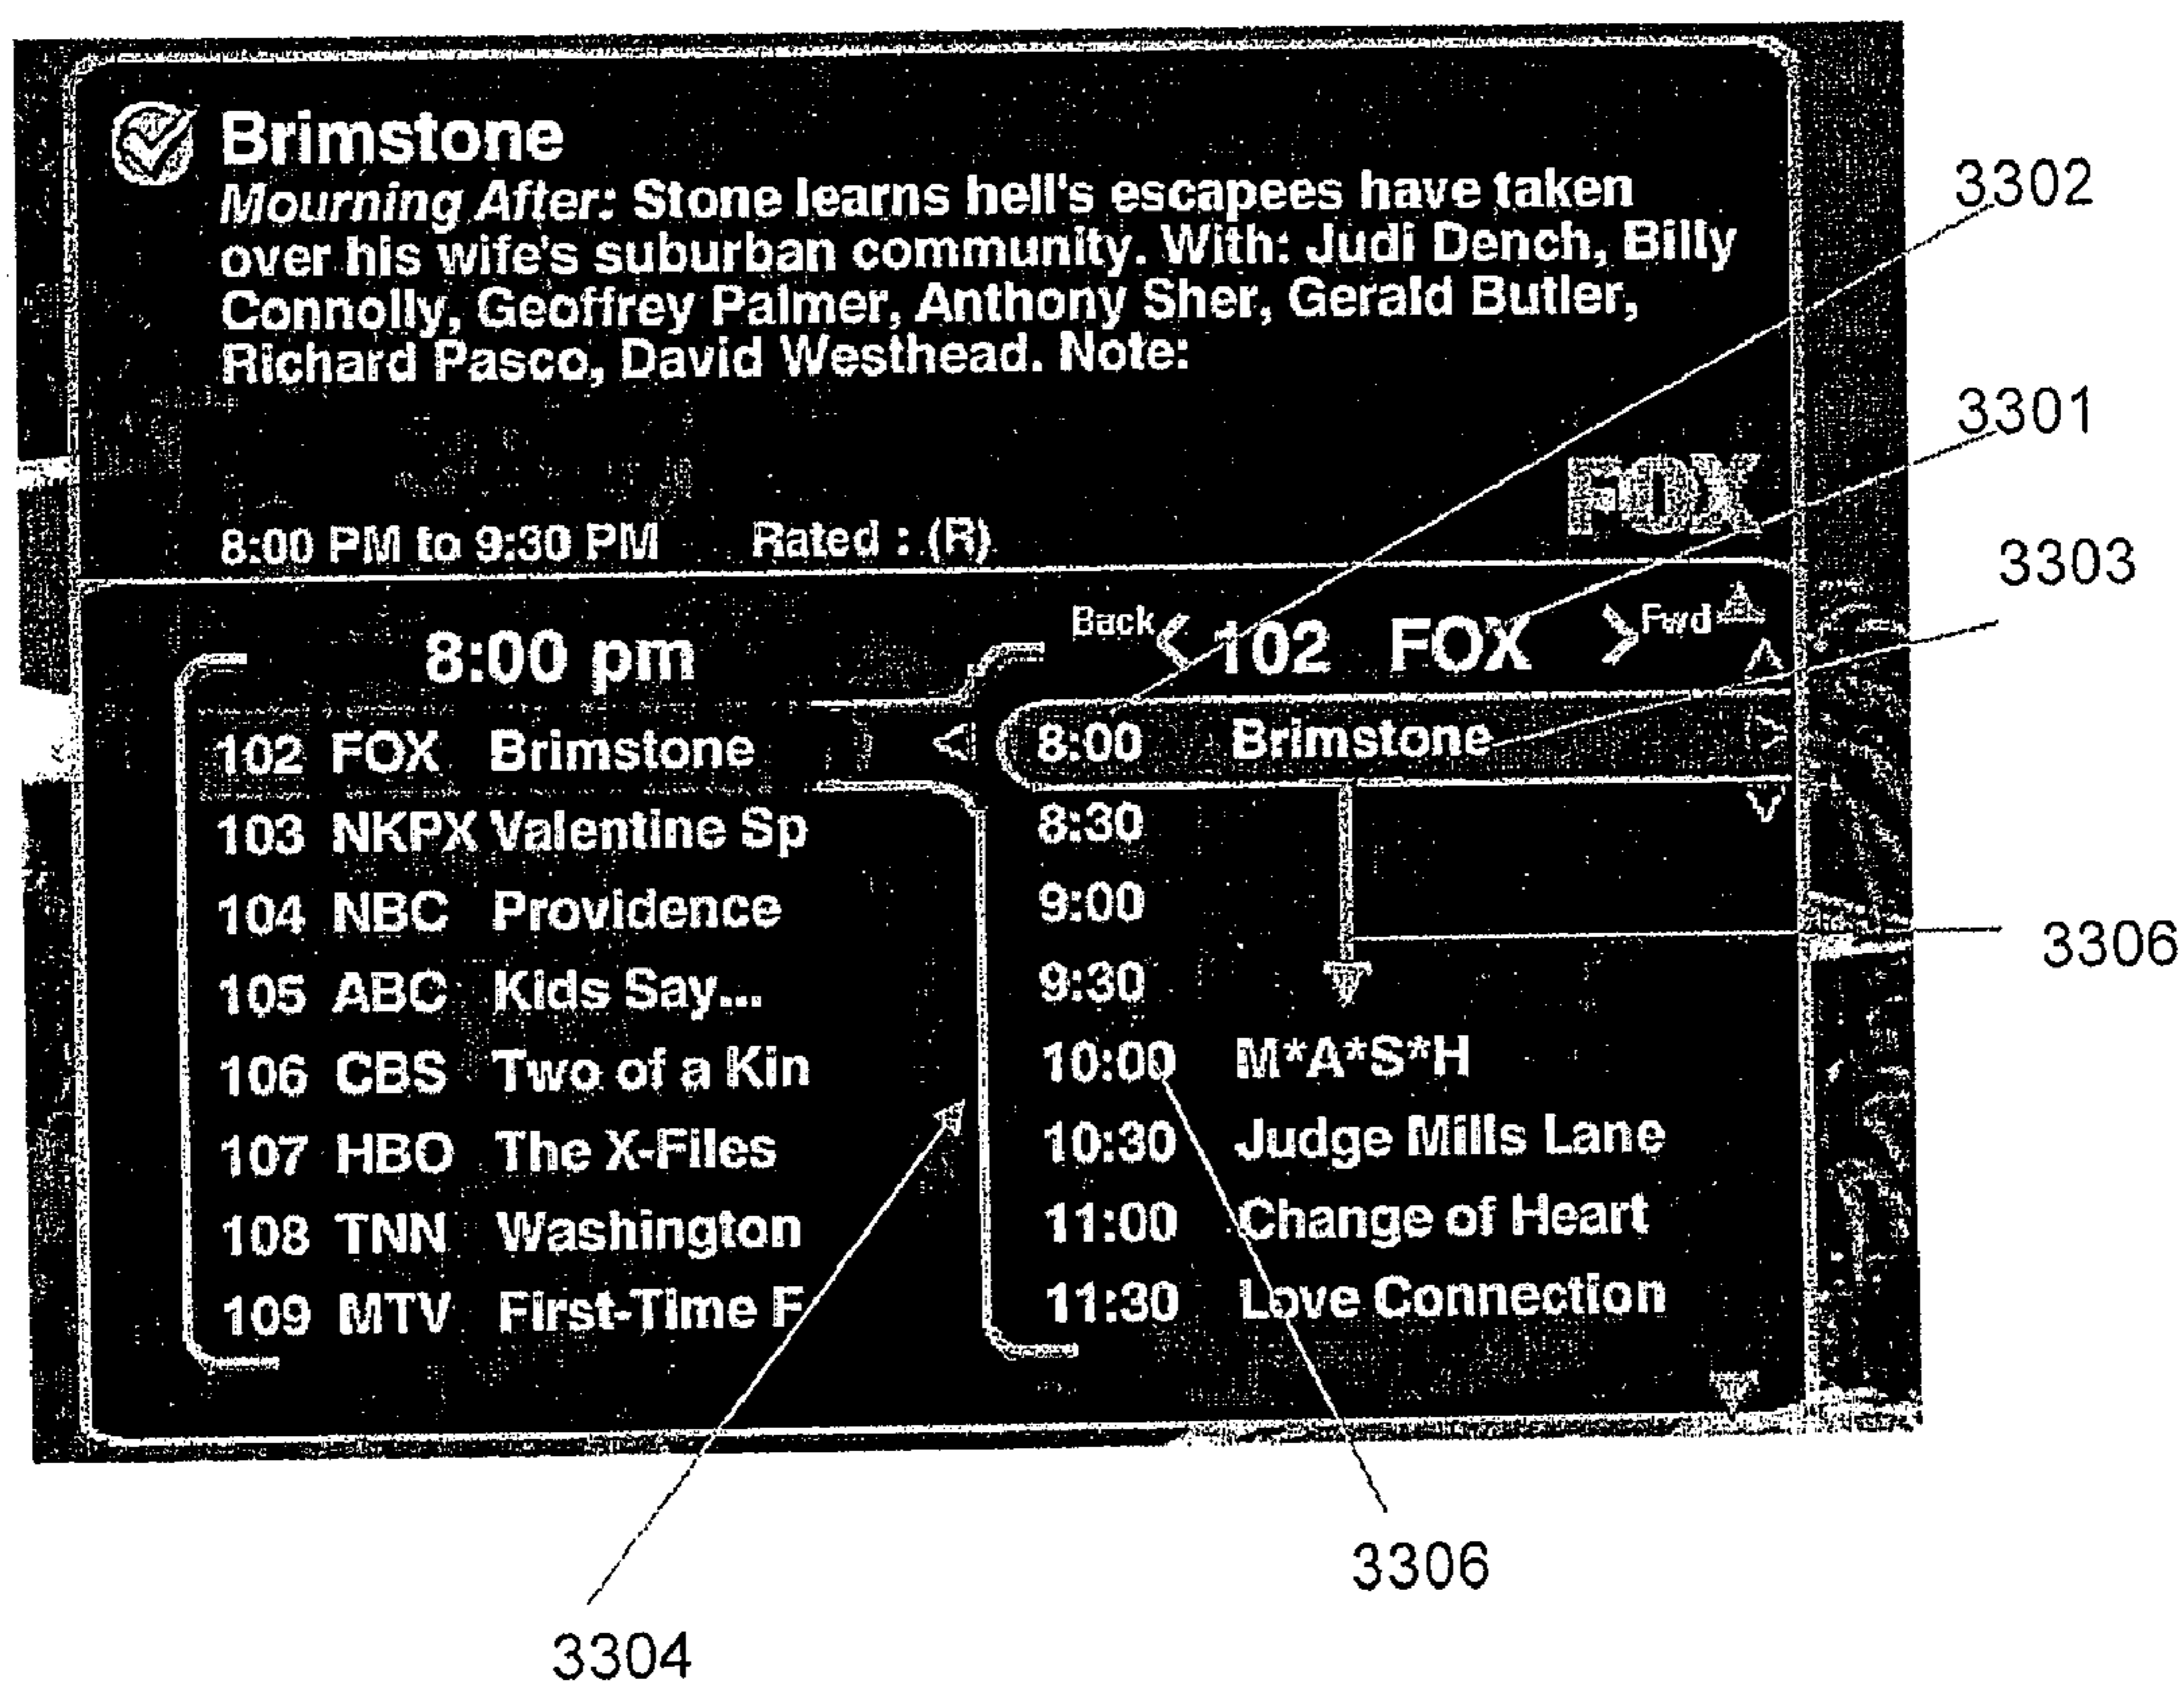 Brimstone
Mourning After: Stone learns hell's escapees have taken
over his wife's suburban community. With: Judi Dench, Billy
Connolly, Geoffrey Palmer, Anthony Sher, Gerald Butler,
Richard Pasco, David Westhead. Note:
FOX
8:00 PM to 9:30 PM Rated : (R)
8:00 pm
102 FOX Brimstone
103 NKPX Valentine Sp
104 NBC Providence
105 ABC Kids Say...
106 CBS Two of a Kin
107 HBO The X-Files
108 TNN Washington
109 MTV First-Time F
Back < 102 FOX > Fwd
8:00 Brimstone
8:30
9:00
9:30
10:00 M*A*S*H
10:30 Judge Mills Lane
11:00 Change of Heart
11:30 Love Connection
3302
3301
3303
3306
3306
3304